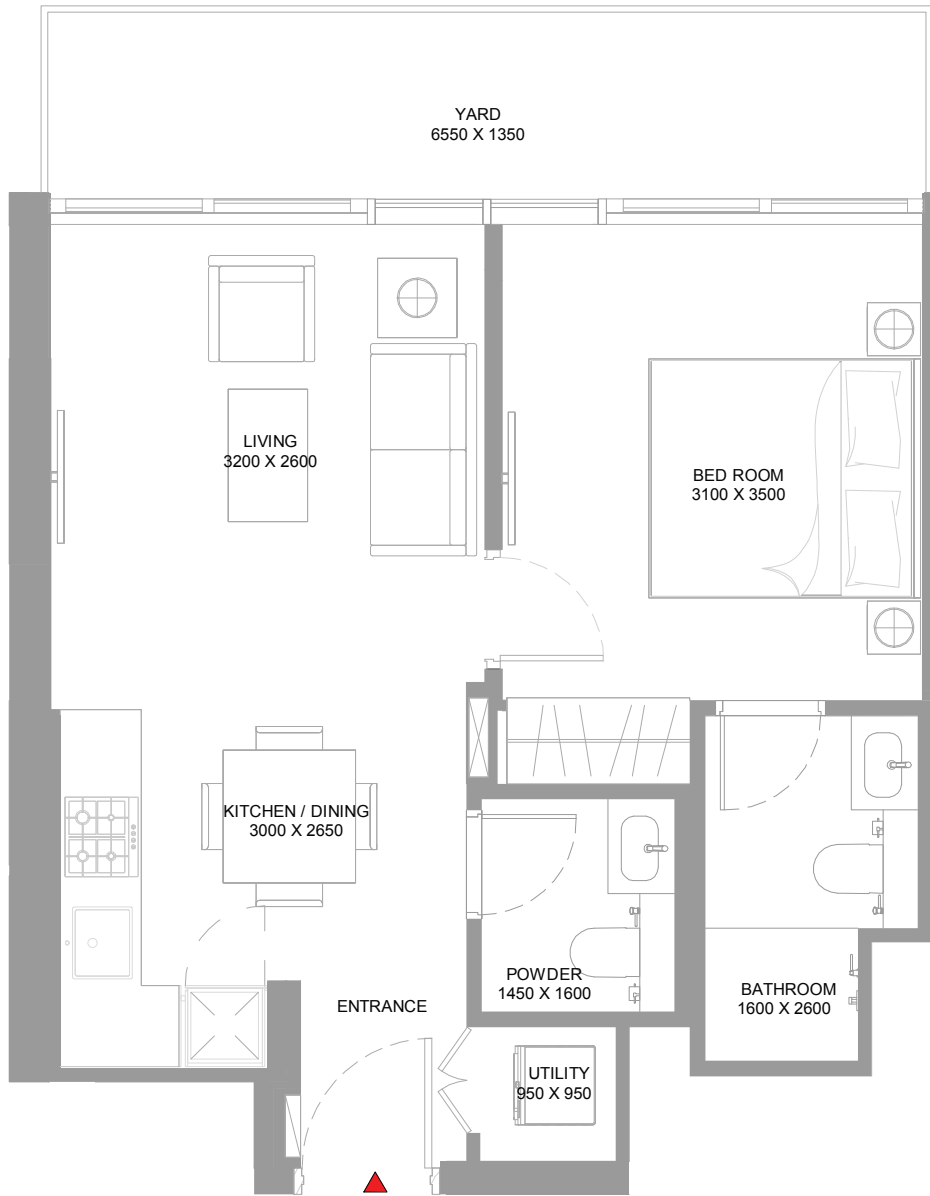 YARD
6550 X 1350
LIVING
3200 X 2600
BED ROOM
3100 X 3500
KITCHEN / DINING
3000 X 2650
POWDER
1450 X 1600
BATHROOM
1600 X 2600
ENTRANCE
UTILITY
950 X 950